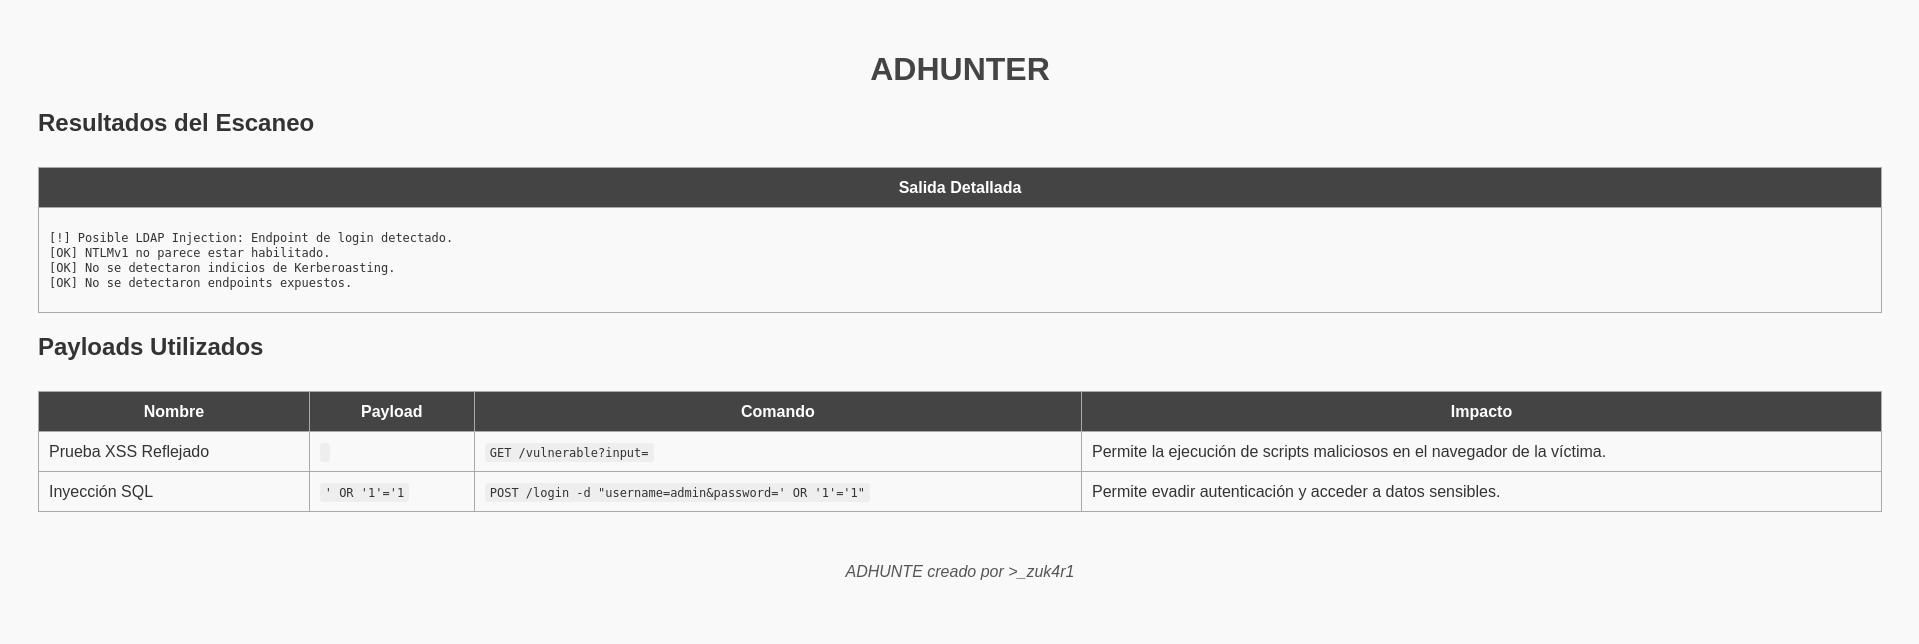 ADHUNTER
Resultados del Escaneo
Salida Detallada
[!] Posible LDAP Injection: Endpoint de login detectado.
[OK] NTLMv1 no parece estar habilitado.
[OK] No se detectaron indicios de Kerberoasting.
[OK] No se detectaron endpoints expuestos.
Payloads Utilizados
Nombre Payload Comando Impacto
Prueba XSS Reflejado GET /vulnerable?input= Permite la ejecución de scripts maliciosos en el navegador de la víctima.
Inyección SQL ' OR '1'='1 POST /login -d "username=admin&password=' OR '1'='1" Permite evadir autenticación y acceder a datos sensibles.
ADHUNTE creado por >_zuk4r1